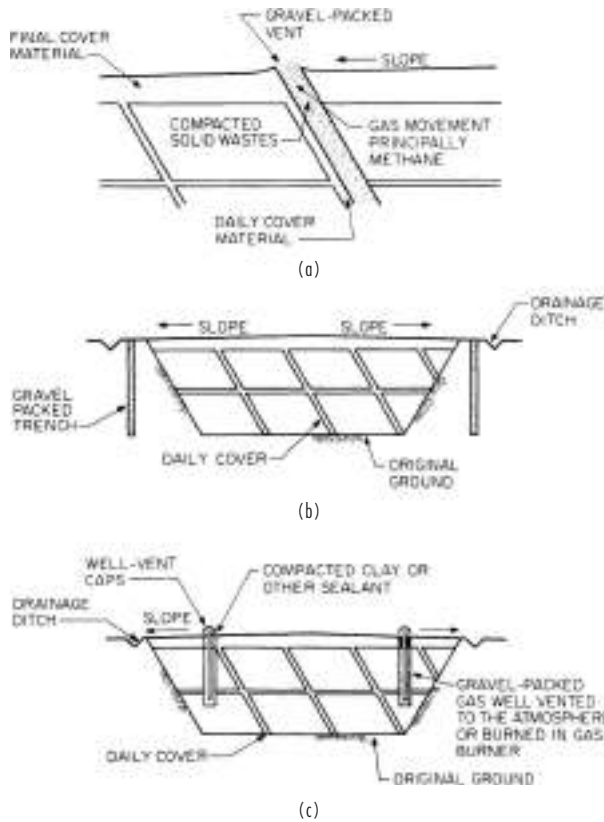 GRAVEL-PACKED
VENT
FINAL COVER
MATERIAL
SLOPE
COMPACTED
SOLID WASTES
GAS MOVEMENT
PRINCIPALLY
METHANE
DAILY COVER
MATERIAL
(a)
DRAINAGE
DITCH
SLOPE
SLOPE
GRAVEL
PACKED
TRENCH
DAILY COVER
ORIGINAL
GROUND
(b)
WELL-VENT
CAPS
COMPACTED CLAY OR
OTHER SEALANT
DRAINAGE
DITCH
SLOPE
GRAVEL-PACKED
GAS WELL VENTED
TO THE ATMOSPHERE
OR BURNED IN GAS
BURNER
DAILY COVER
ORIGINAL GROUND
(c)